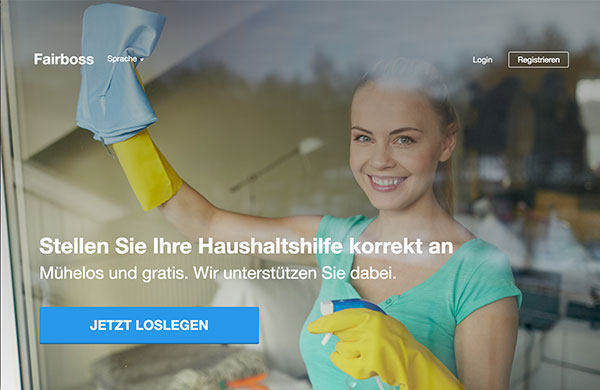 Fairboss Sprache Login Registrieren
Stellen Sie Ihre Haushaltshilfe korrekt an
Mühelos und gratis. Wir unterstützen Sie dabei.
JETZT LOSLEGEN